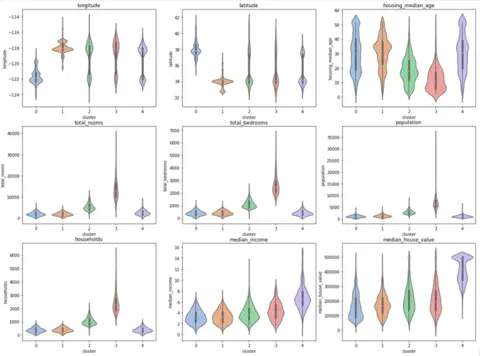 longitude
latitude
housing_median_age
longitude
−114
−116
−118
−120
−122
−124
0 1 2 3 4
cluster
latitude
42
40
38
36
34
32
0 1 2 3 4
cluster
housing_median_age
60
50
40
30
20
10
0
0 1 2 3 4
cluster
total_rooms
total_bedrooms
population
total_rooms
40000
30000
20000
10000
0
0 1 2 3 4
cluster
total_bedrooms
7000
6000
5000
4000
3000
2000
1000
0
0 1 2 3 4
cluster
population
35000
30000
25000
20000
15000
10000
5000
0
0 1 2 3 4
cluster
households
median_income
median_house_value
households
6000
5000
4000
3000
2000
1000
0
0 1 2 3 4
cluster
median_income
16
14
12
10
8
6
4
2
0
0 1 2 3 4
cluster
median_house_value
500000
400000
300000
200000
100000
0
0 1 2 3 4
cluster